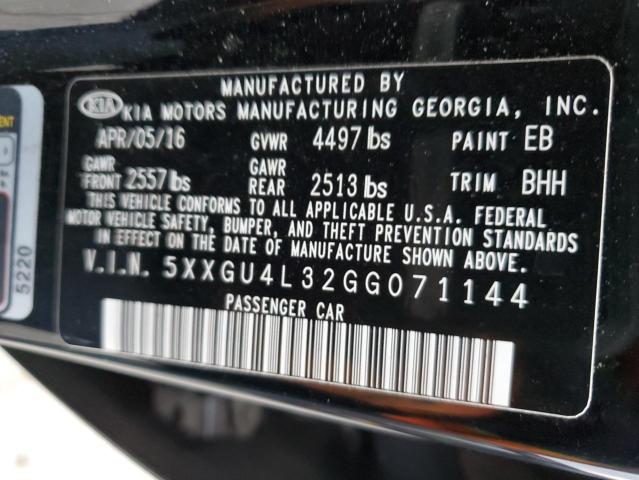 MANUFACTURED BY
KIA KIA MOTORS MANUFACTURING GEORGIA, INC.
APR/05/16 GVWR 4497 lbs PAINT EB
GAWR FRONT 2557 lbs GAWR REAR 2513 lbs TRIM BHH
THIS VEHICLE CONFORMS TO ALL APPLICABLE U.S.A. FEDERAL
MOTOR VEHICLE SAFETY, BUMPER, AND THEFT PREVENTION STANDARDS
IN EFFECT ON THE DATE OF MANUFACTURE SHOWN ABOVE.
V.I.N. 5XXGU4L32GG071144
PASSENGER CAR
5220